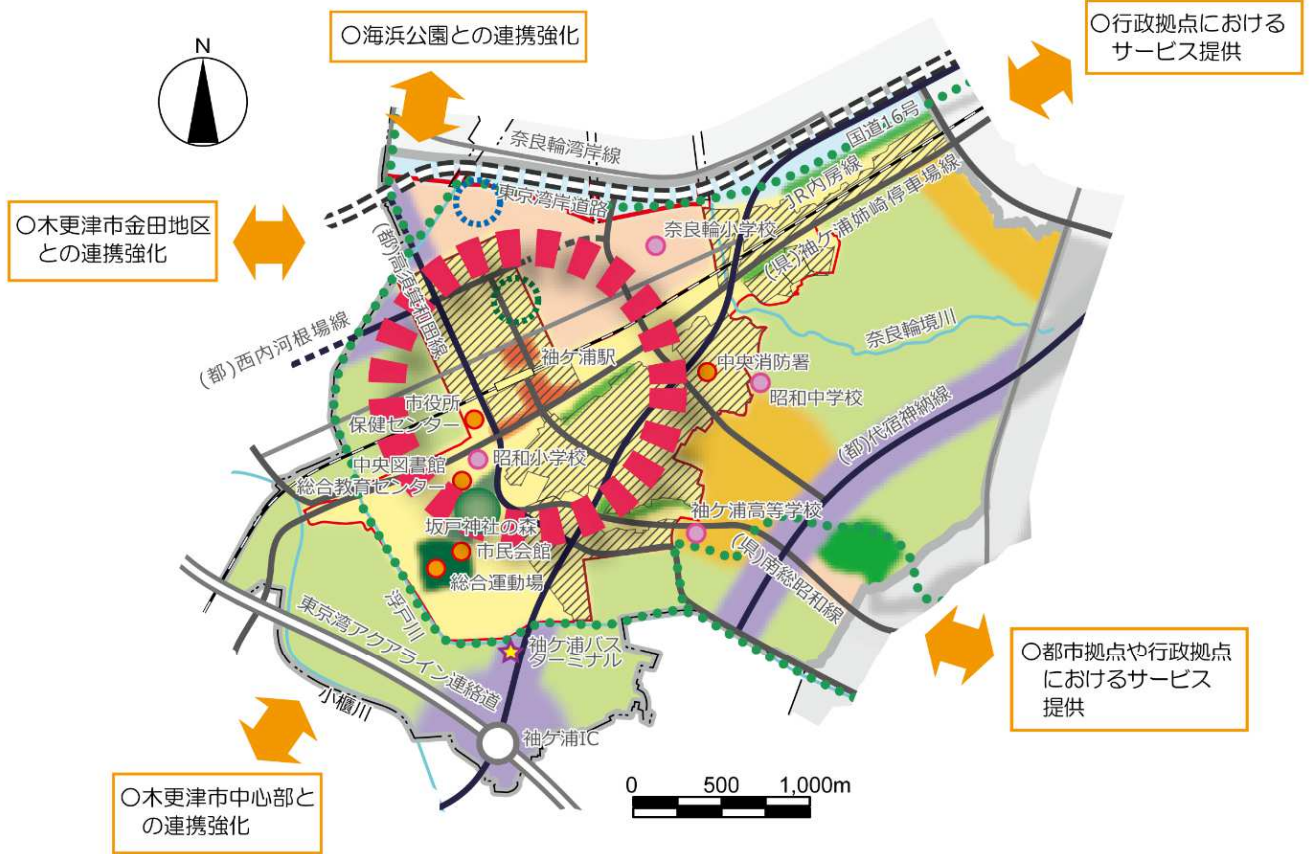 ○海浜公園との連携強化
○行政拠点における
サービス提供
N
国道16号
奈良輪湾岸線
JR内房線
東京湾岸道路
(県)袖ケ浦姉崎停車場線
○木更津市金田地区
との連携強化
奈良輪小学校
(都)高須箕和田線
奈良輪境川
(都)西内河根場線
袖ケ浦駅
中央消防署
昭和中学校
市役所
保健センター
(都)代宿神納線
昭和小学校
中央図書館
総合教育センター
袖ケ浦高等学校
坂戸神社の森
市民会館
(県)南総昭和線
総合運動場
浮戸川
東京湾アクアライン連絡道
袖ケ浦バス
ターミナル
○都市拠点や行政拠点
におけるサービス
提供
小櫃川
袖ケ浦IC
0 500 1,000m
○木更津市中心部と
の連携強化